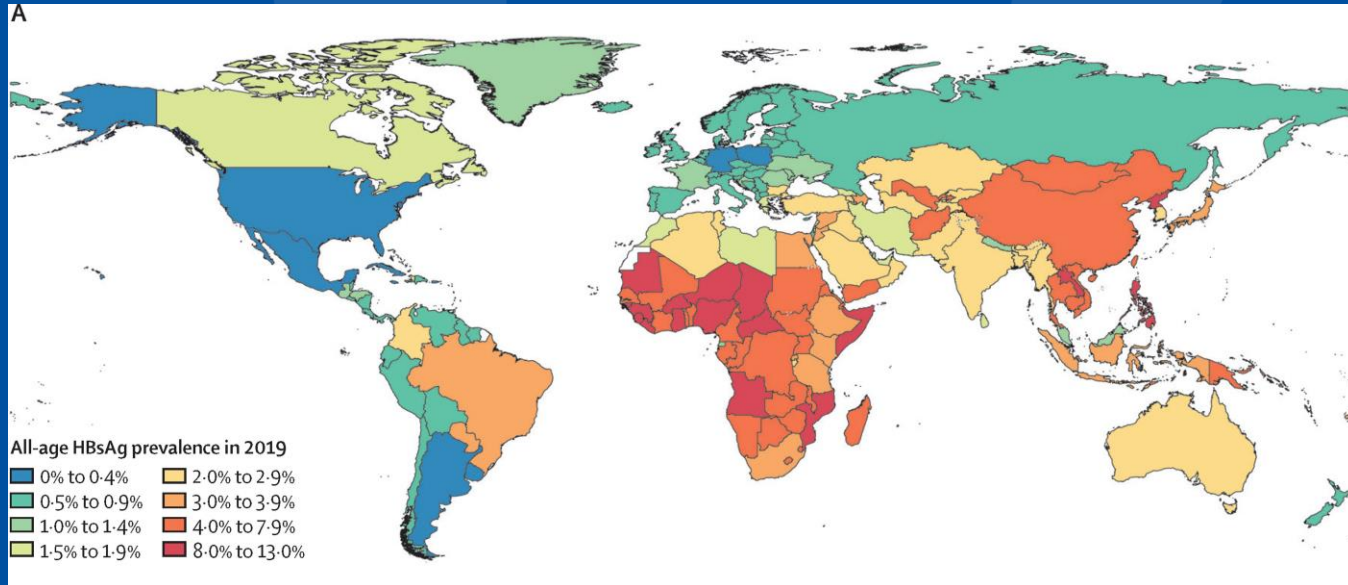 A
All-age HBsAg prevalence in 2019
0% to 0·4%
0·5% to 0·9%
1·0% to 1·4%
1·5% to 1·9%
2·0% to 2·9%
3·0% to 3·9%
4·0% to 7·9%
8·0% to 13·0%